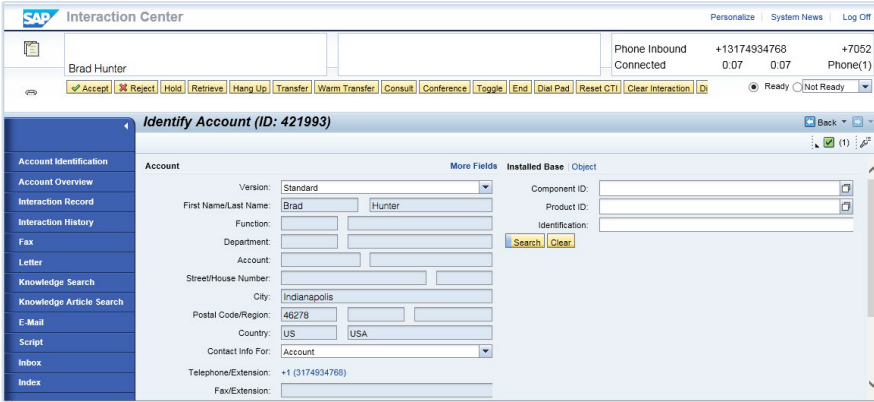 SAP Interaction Center Personalize System News Log Off
Phone Inbound +13174934768 +7052
Brad Hunter Connected 0:07 0:07 Phone(1)
Accept Reject Hold Retrieve Hang Up Transfer Warm Transfer Consult Conference Toggle End Dial Pad Reset CTI Clear Interaction Di Ready Not Ready
Identify Account (ID: 421993) Back
(1)
Account Identification
Account Overview
Interaction Record
Interaction History
Fax
Letter
Knowledge Search
Knowledge Article Search
E-Mail
Script
Inbox
Index
Account More Fields
Version: Standard
First Name/Last Name: Brad Hunter
Function:
Department:
Account:
Street/House Number:
City: Indianapolis
Postal Code/Region: 46278
Country: US USA
Contact Info For: Account
Telephone/Extension: +1 (3174934768)
Fax/Extension:
Installed Base Object
Component ID:
Product ID:
Identification:
Search Clear